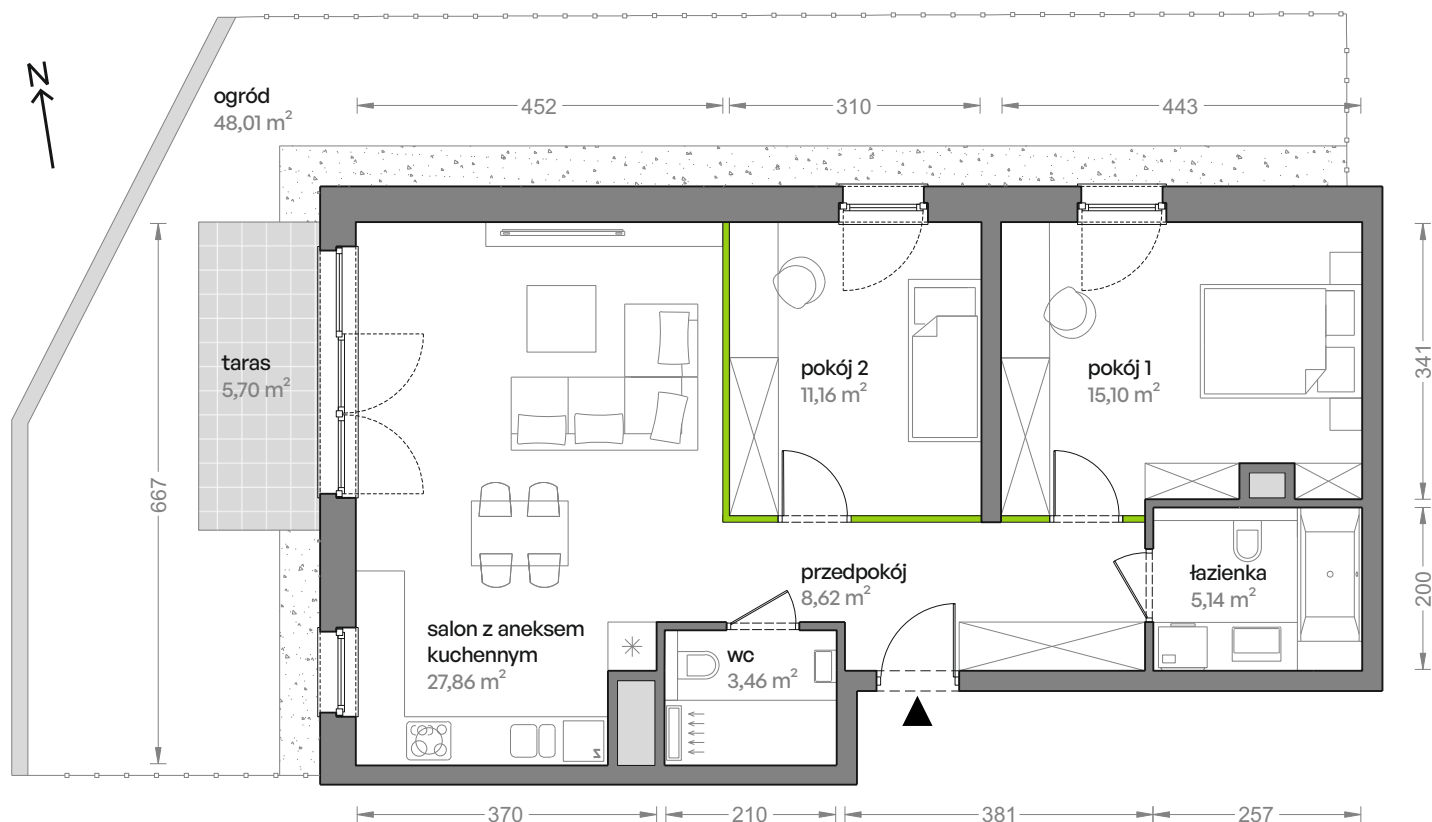 N
ogród
48,01 m²
452
310
443
taras
5,70 m²
pokój 2
11,16 m²
pokój 1
15,10 m²
341
667
przedpokój
8,62 m²
łazienka
5,14 m²
200
salon z aneksem
kuchennym
27,86 m²
wc
3,46 m²
z
370
210
381
257